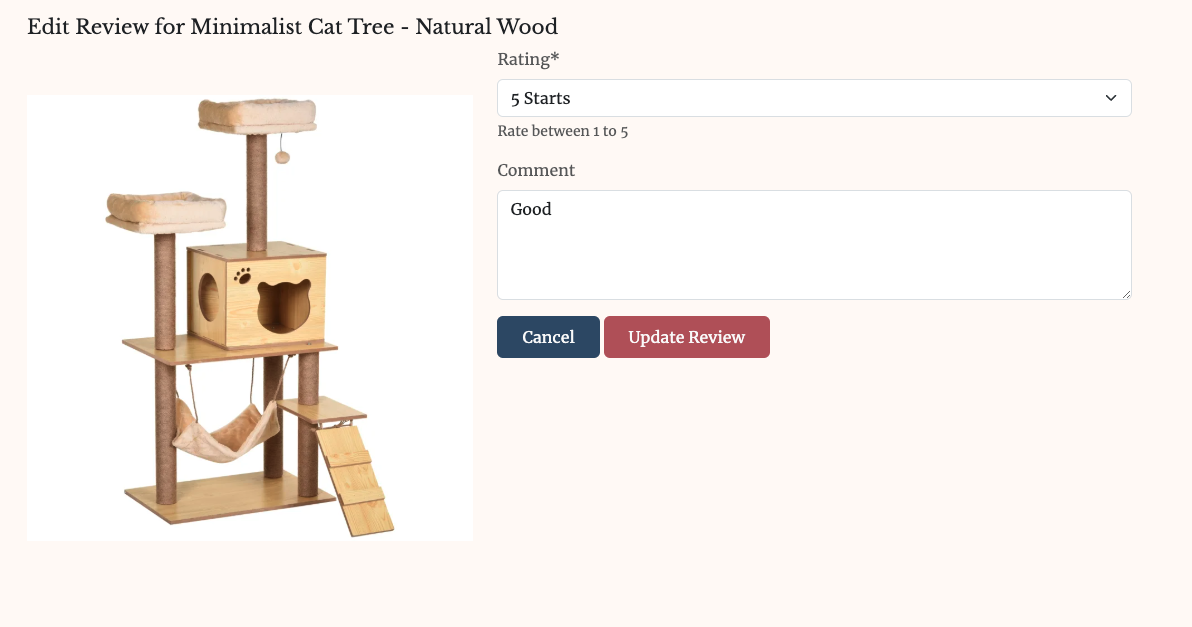 Edit Review for Minimalist Cat Tree - Natural Wood
Rating*
5 Starts
Rate between 1 to 5
Comment
Good
Cancel
Update Review